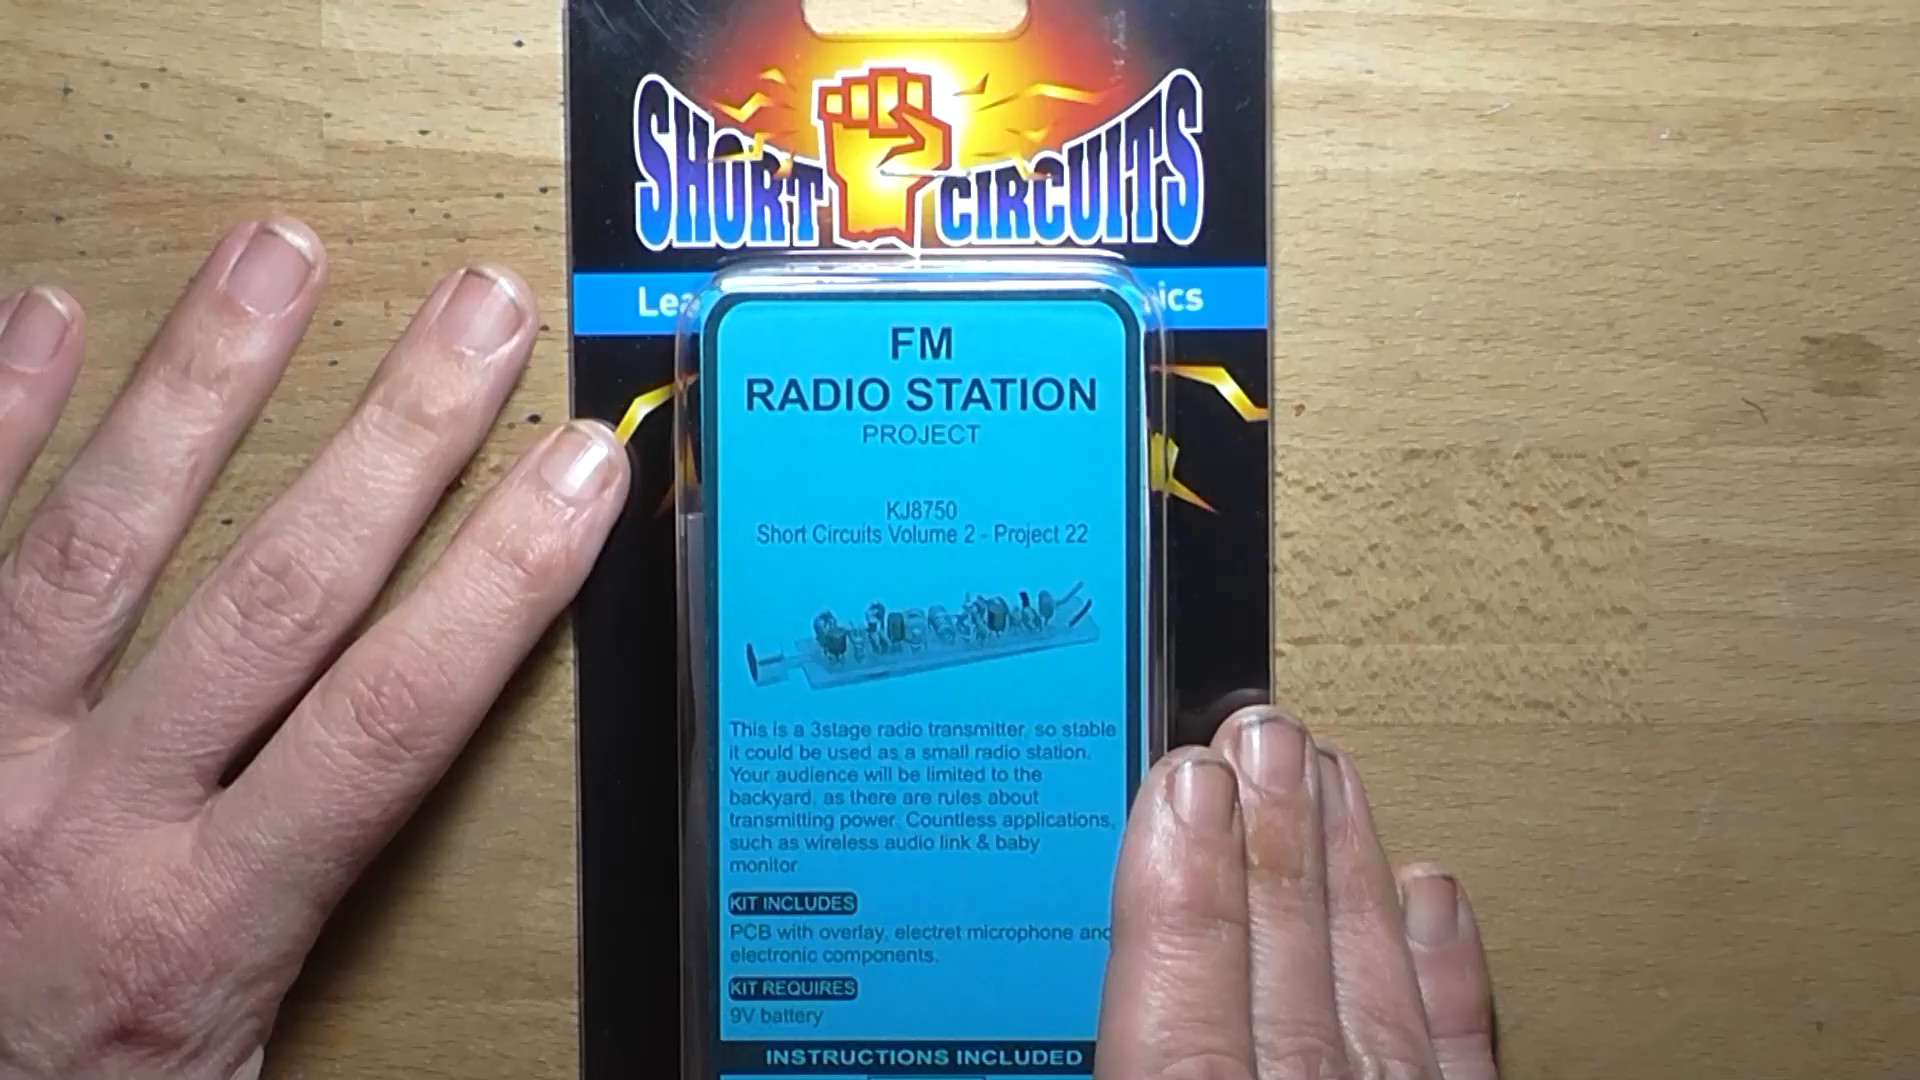 SHORT CIRCUITS
FM
RADIO STATION
PROJECT
KJ8750
Short Circuits Volume 2 - Project 22
This is a 3stage radio transmitter, so stable
it could be used as a small radio station.
Your audience will be limited to the
backyard, as there are rules about
transmitting power. Countless applications,
such as wireless audio link & baby
monitor
KIT INCLUDES
PCB with overlay, electret microphone and
electronic components.
KIT REQUIRES
9V battery
INSTRUCTIONS INCLUDED